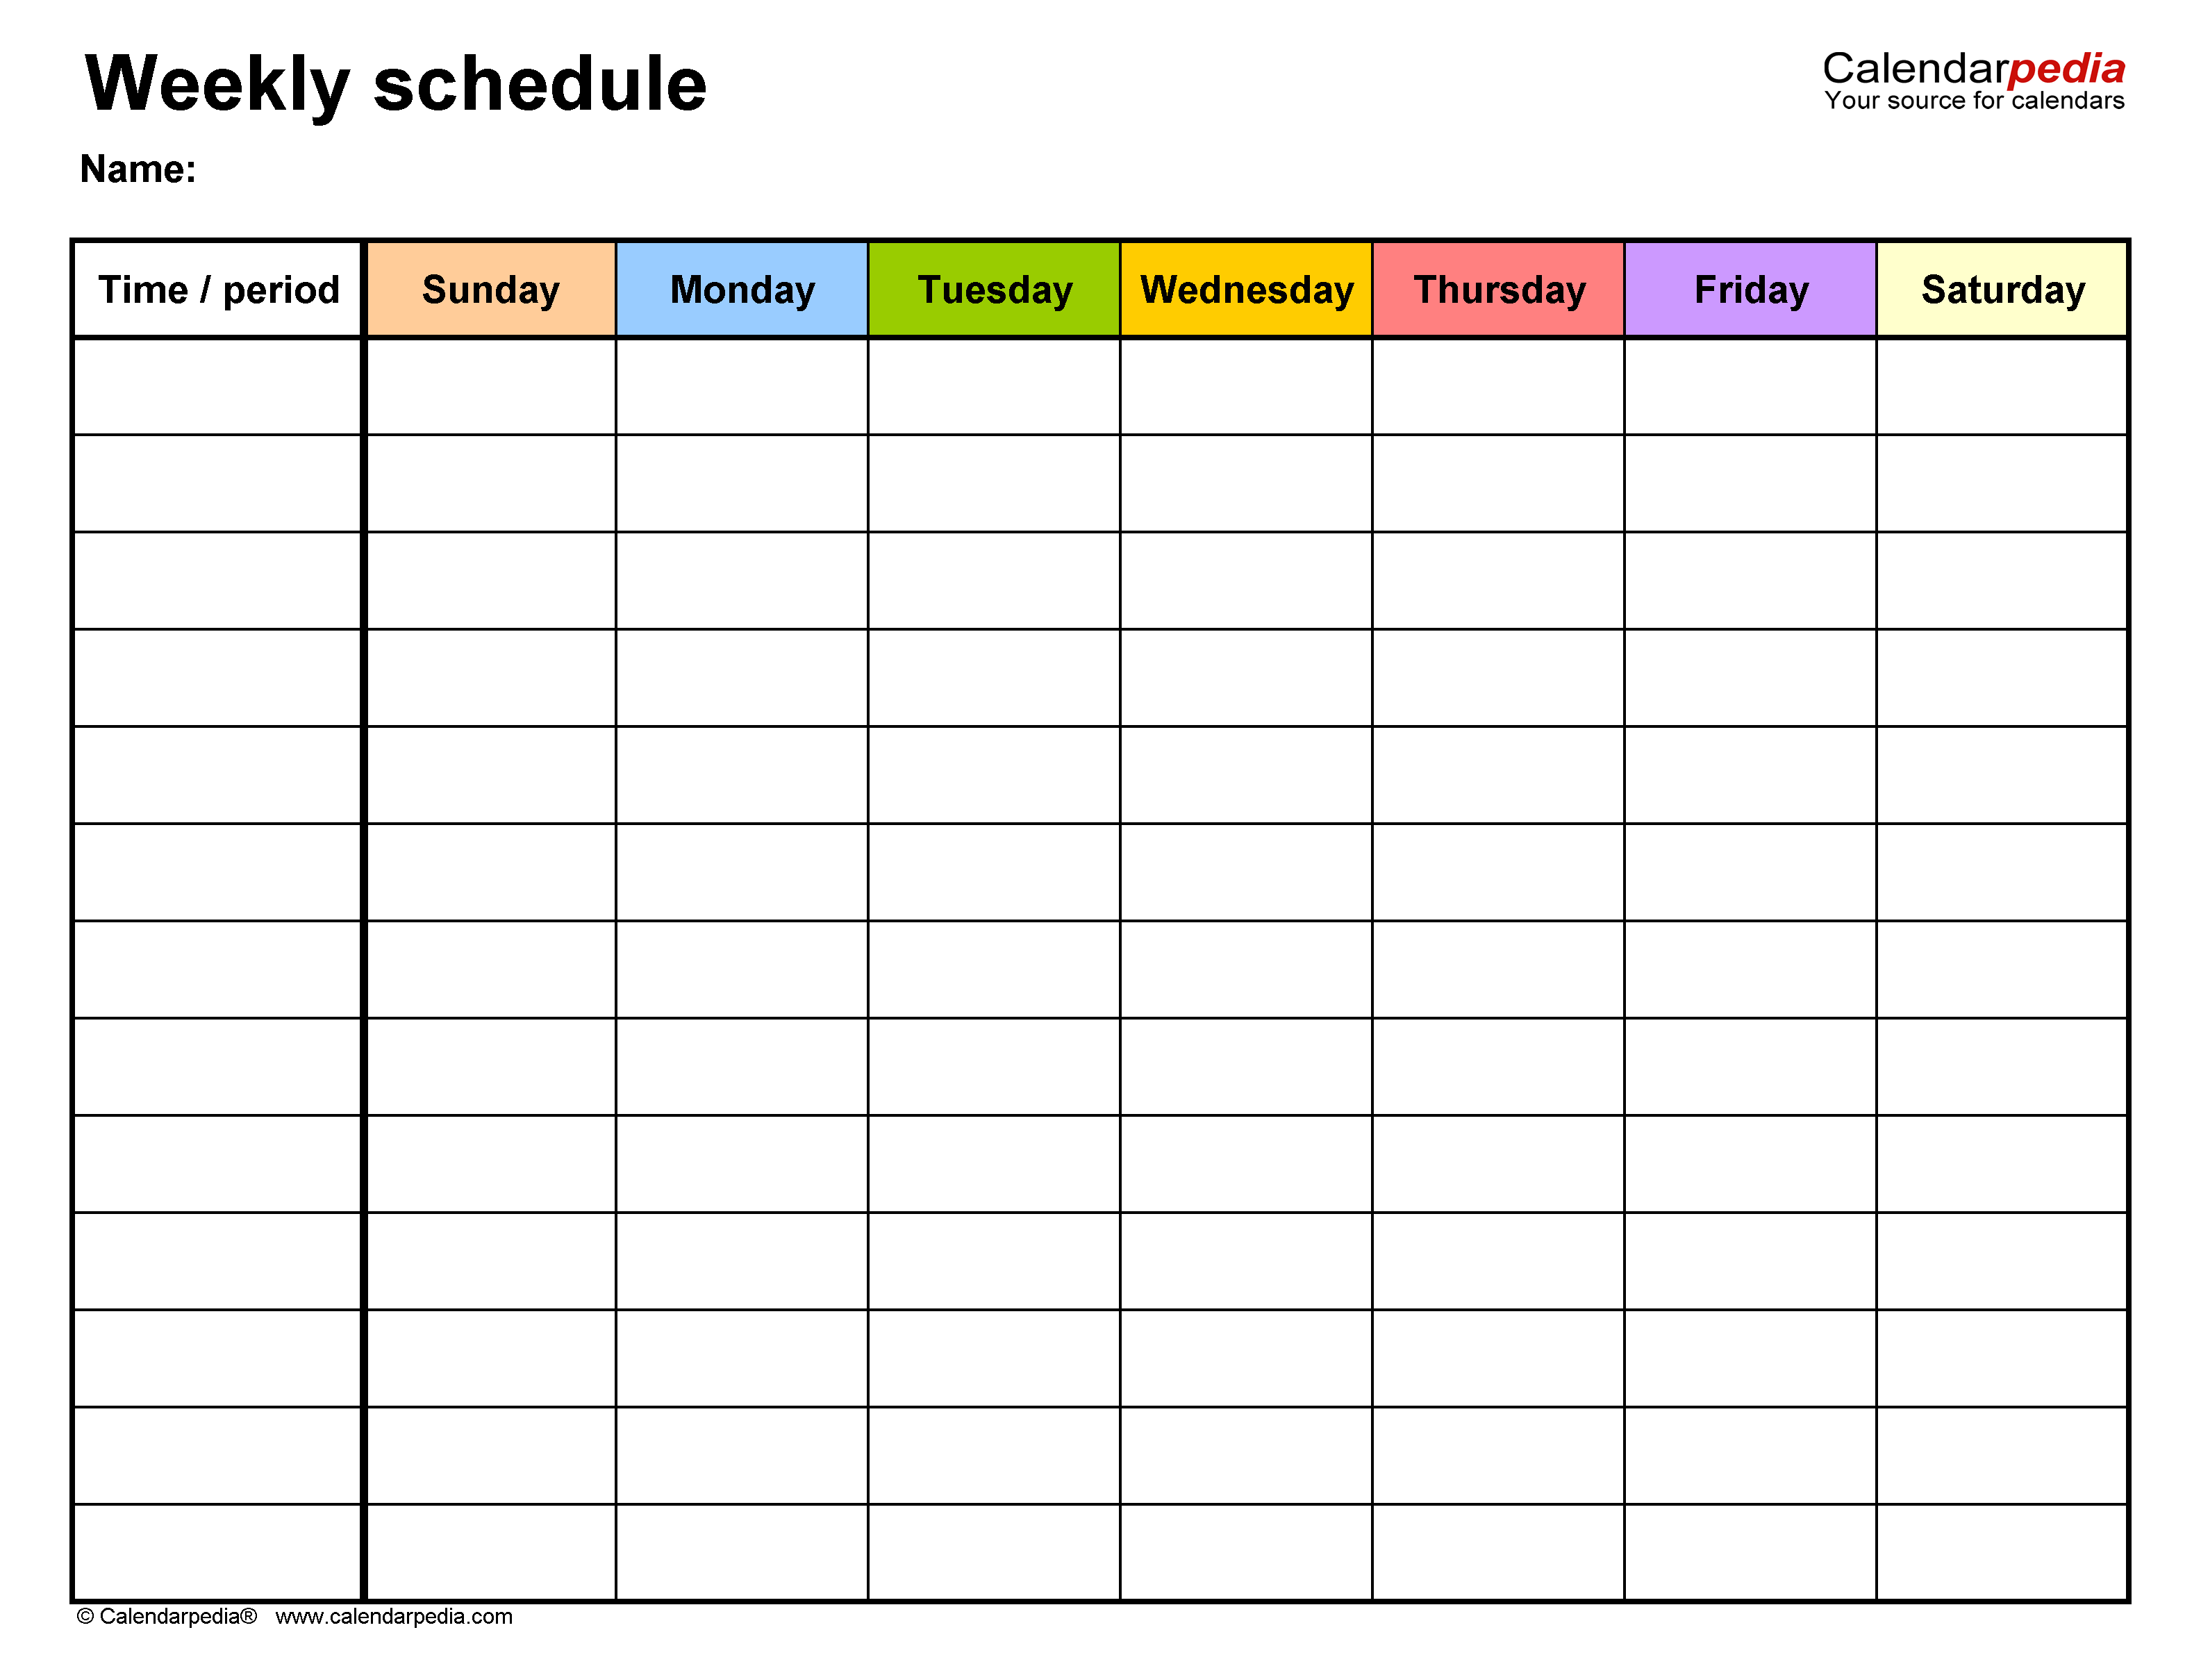 Weekly schedule
Calendarpedia
Your source for calendars
Name:
Time / period Sunday Monday Tuesday Wednesday Thursday Friday Saturday
© Calendarpedia® www.calendarpedia.com